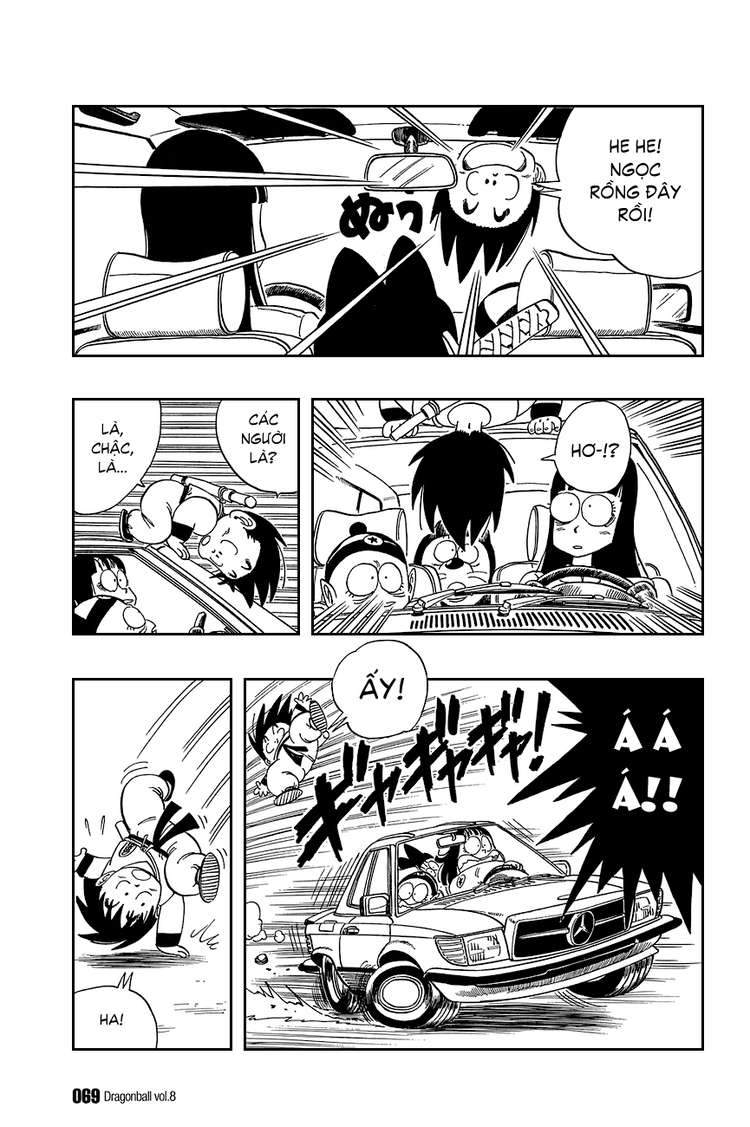 HE HE!
NGỌC
RỒNG ĐÂY
RỒI!
ぬっ
CÁC
NGƯỜI
LÀ?
LÀ,
CHẬC,
LÀ...
HƠ-!?
ẤY!
Á Á
Á!!
ギャギャギャ!
HA!
069 Dragonball vol.8